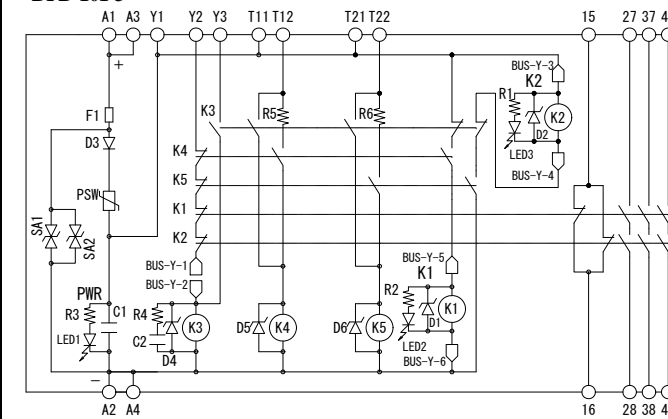 A1 A3 Y1 Y2 Y3 T11 T12 T21 T22 15 27 37 4
+
BUS-Y-3
K2
F1
R1
K3
R5
R6
K2
D2
D3
LED3
K4
BUS-Y-4
PSW
K5
SA1
SA2
K1
K2
BUS-Y-1
BUS-Y-5
BUS-Y-2
K1
PWR
R2
R3
C1
R4
K3
D5
K4
D6
K5
K1
D1
LED1
C2
D4
LED2
BUS-Y-6
−
A2 A4 16 28 38 4